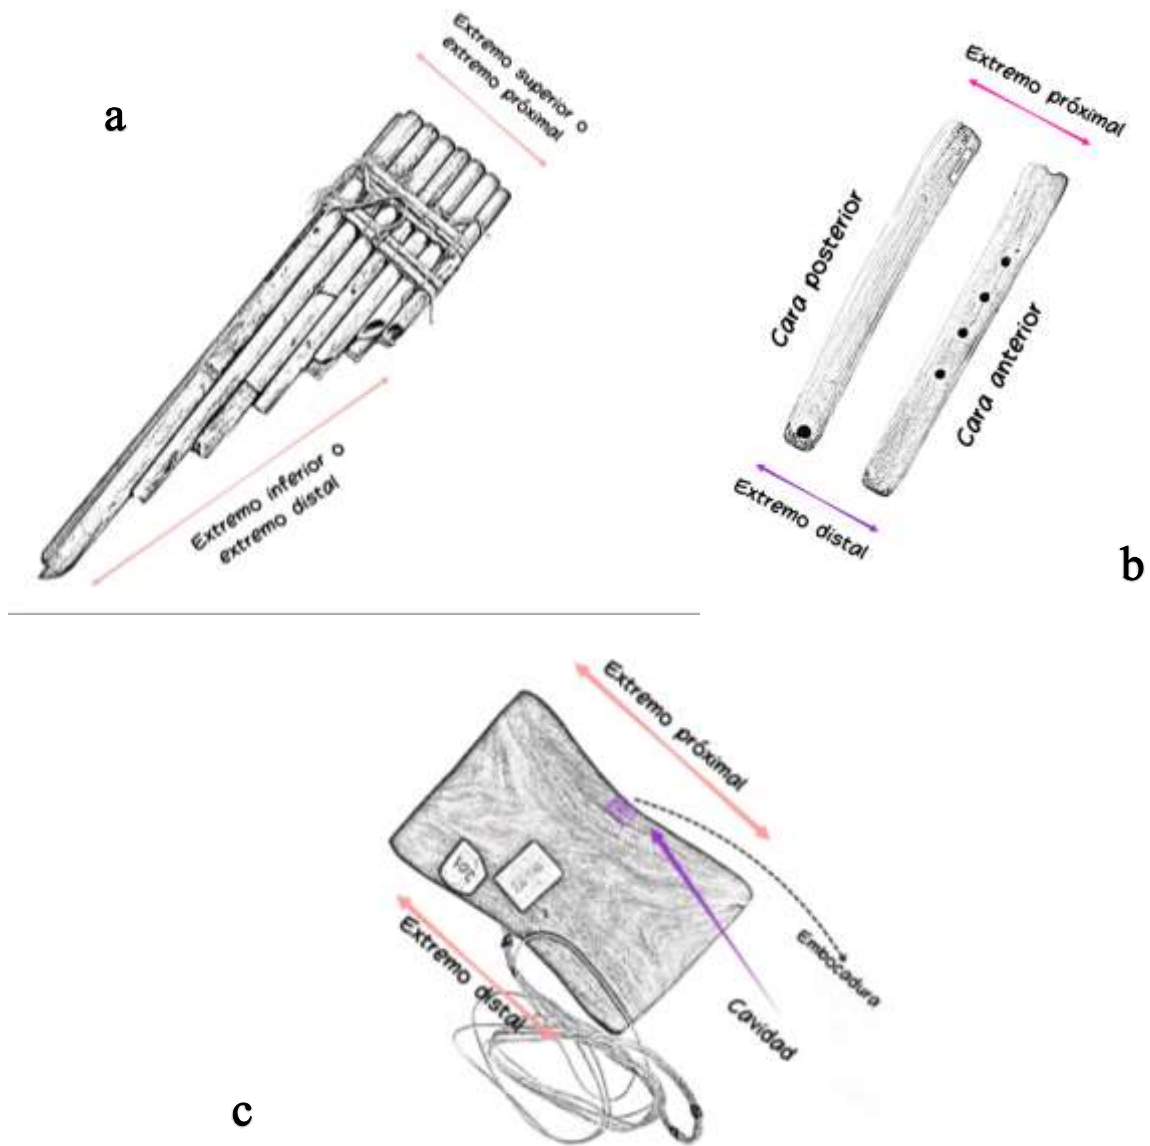 a
Extremo superior o
extremo próximal
Extremo inferior o
extremo distal
Extremo próximal
Cara posterior
Cara anterior
Extremo distal
b
Extremo próximal
Extremo distal
Embocadura
Cavidad
c